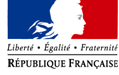 Liberté • Égalité • Fraternité
RÉPUBLIQUE FRANÇAISE